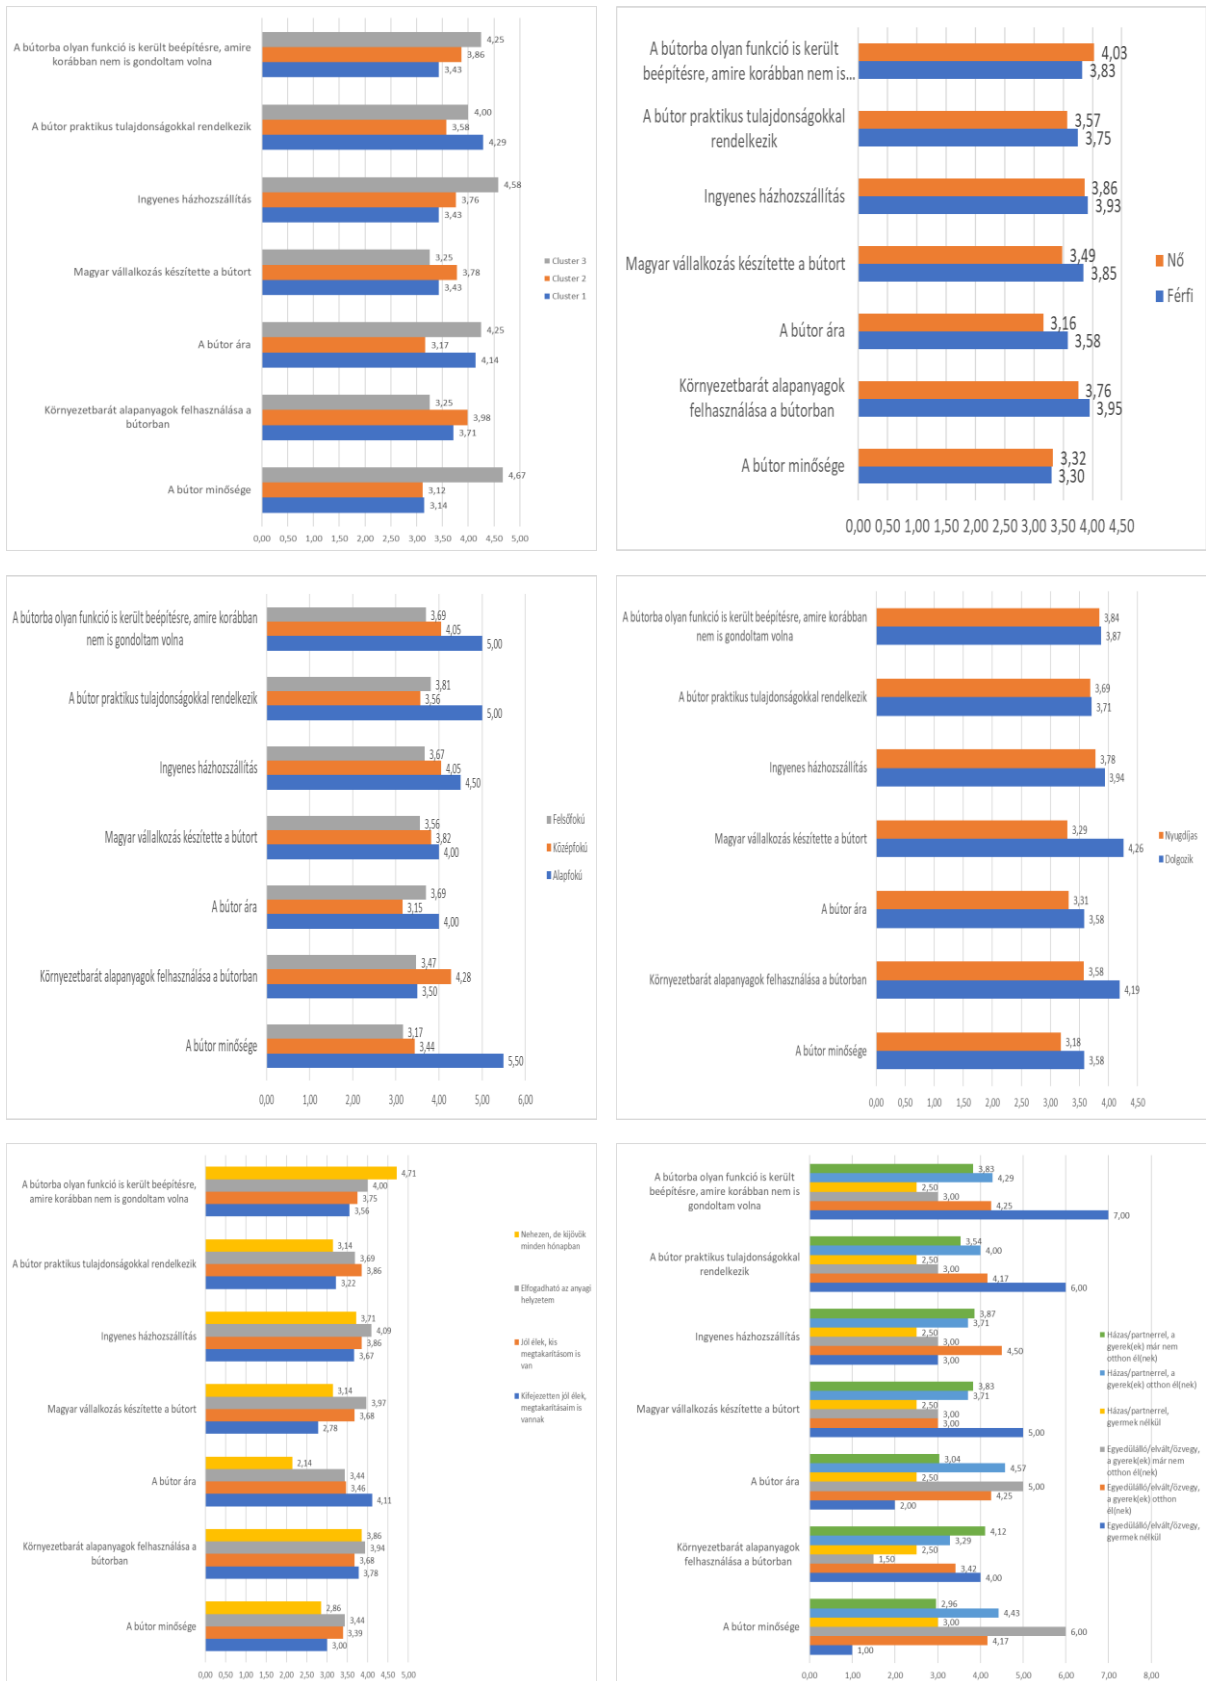 A bútorba olyan funkció is került beépítésre, amire
korábban nem is gondoltam volna
4,25
3,86
3,43
A bútor praktikus tulajdonságokkal rendelkezik
4,00
3,58
4,29
Ingyenes házhozszállítás
4,58
3,76
3,43
Magyar vállalkozás készítette a bútort
3,25
3,78
3,43
A bútor ára
4,25
3,17
4,14
Környezetbarát alapanyagok felhasználása a
bútorban
3,25
3,98
3,71
A bútor minősége
4,67
3,12
3,14
0,00 0,50 1,00 1,50 2,00 2,50 3,00 3,50 4,00 4,50 5,00
Cluster 3
Cluster 2
Cluster 1
A bútorba olyan funkció is került
beépítésre, amire korábban nem is...
4,03
3,83
A bútor praktikus tulajdonságokkal
rendelkezik
3,57
3,75
Ingyenes házhozszállítás
3,86
3,93
Magyar vállalkozás készítette a bútort
3,49
3,85
A bútor ára
3,16
3,58
Környezetbarát alapanyagok
felhasználása a bútorban
3,76
3,95
A bútor minősége
3,32
3,30
0,00 0,50 1,00 1,50 2,00 2,50 3,00 3,50 4,00 4,50
Nő
Férfi
A bútorba olyan funkció is került beépítésre, amire korábban
nem is gondoltam volna
3,69
4,05
5,00
A bútor praktikus tulajdonságokkal rendelkezik
3,81
3,56
5,00
Ingyenes házhozszállítás
3,67
4,05
4,50
Magyar vállalkozás készítette a bútort
3,56
3,82
4,00
A bútor ára
3,69
3,15
4,00
Környezetbarát alapanyagok felhasználása a bútorban
3,47
4,28
3,50
A bútor minősége
3,17
3,44
5,50
0,00 1,00 2,00 3,00 4,00 5,00 6,00
Felsőfokú
Középfokú
Alapfokú
A bútorba olyan funkció is került beépítésre, amire korábban
nem is gondoltam volna
3,84
3,87
A bútor praktikus tulajdonságokkal rendelkezik
3,69
3,71
Ingyenes házhozszállítás
3,78
3,94
Magyar vállalkozás készítette a bútort
3,29
4,26
A bútor ára
3,31
3,58
Környezetbarát alapanyagok felhasználása a bútorban
3,58
4,19
A bútor minősége
3,18
3,58
0,00 0,50 1,00 1,50 2,00 2,50 3,00 3,50 4,00 4,50
Nyugdíjas
Dolgozik
A bútorba olyan funkció is került beépítésre,
amire korábban nem is gondoltam volna
4,71
4,00
3,75
3,56
A bútor praktikus tulajdonságokkal rendelkezik
3,14
3,69
3,86
3,22
Ingyenes házhozszállítás
3,71
4,09
3,86
3,67
Magyar vállalkozás készítette a bútort
3,14
3,97
3,68
2,78
A bútor ára
2,14
3,44
3,46
4,11
Környezetbarát alapanyagok felhasználása a
bútorban
3,86
3,94
3,68
3,78
A bútor minősége
2,86
3,44
3,39
3,00
0,00 0,50 1,00 1,50 2,00 2,50 3,00 3,50 4,00 4,50 5,00
Nehezen, de kijövök
minden hónapban
Elfogadható az anyagi
helyzetem
Jól élek, kis
megtakarításom is
van
Kifejezetten jól élek,
megtakarításaim is
vannak
A bútorba olyan funkció is került
beépítésre, amire korábban nem is
gondoltam volna
3,83
4,29
2,50
3,00
4,25
7,00
A bútor praktikus tulajdonságokkal
rendelkezik
3,54
4,00
2,50
3,00
4,17
6,00
Ingyenes házhozszállítás
3,87
3,71
2,50
3,00
4,50
3,00
Magyar vállalkozás készítette a bútort
3,83
3,71
2,50
3,00
3,00
5,00
A bútor ára
3,04
4,57
2,50
5,00
4,25
2,00
Környezetbarát alapanyagok
felhasználása a bútorban
4,12
3,29
2,50
1,50
3,42
4,00
A bútor minősége
2,96
4,43
3,00
6,00
4,17
1,00
0,00 1,00 2,00 3,00 4,00 5,00 6,00 7,00 8,00
Házas/partnerrel, a
gyerek(ek) már nem
otthon él(nek)
Házas/partnerrel, a
gyerek(ek) otthon él(nek)
Házas/partnerrel,
gyermek nélkül
Egyedülálló/elvált/özvegy,
a gyerek(ek) már nem
otthon él(nek)
Egyedülálló/elvált/özvegy,
a gyerek(ek) otthon
él(nek)
Egyedülálló/elvált/özvegy,
gyermek nélkül